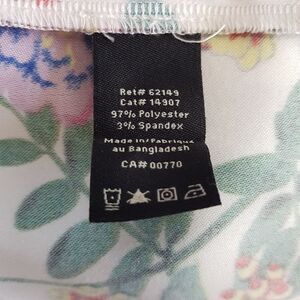 Ret# 62149
Cat# 14907
97% Polyester
3% Spandex
Made in/Fabriqué
au Bangladesh
CA# 00770